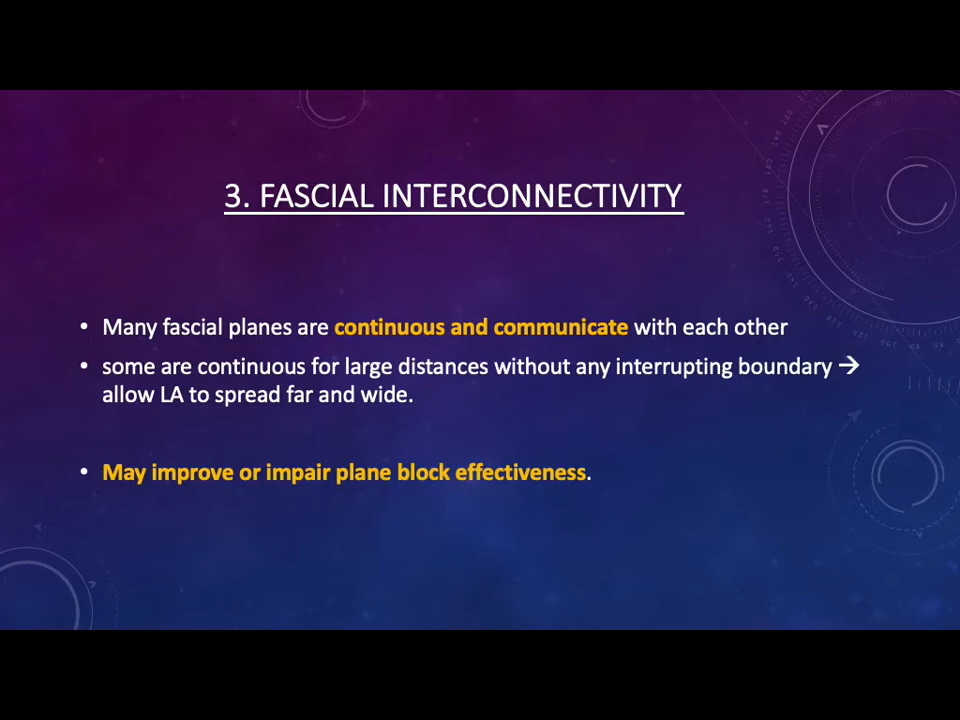 3. FASCIAL INTERCONNECTIVITY
• Many fascial planes are continuous and communicate with each other
• some are continuous for large distances without any interrupting boundary →
allow LA to spread far and wide.
• May improve or impair plane block effectiveness.